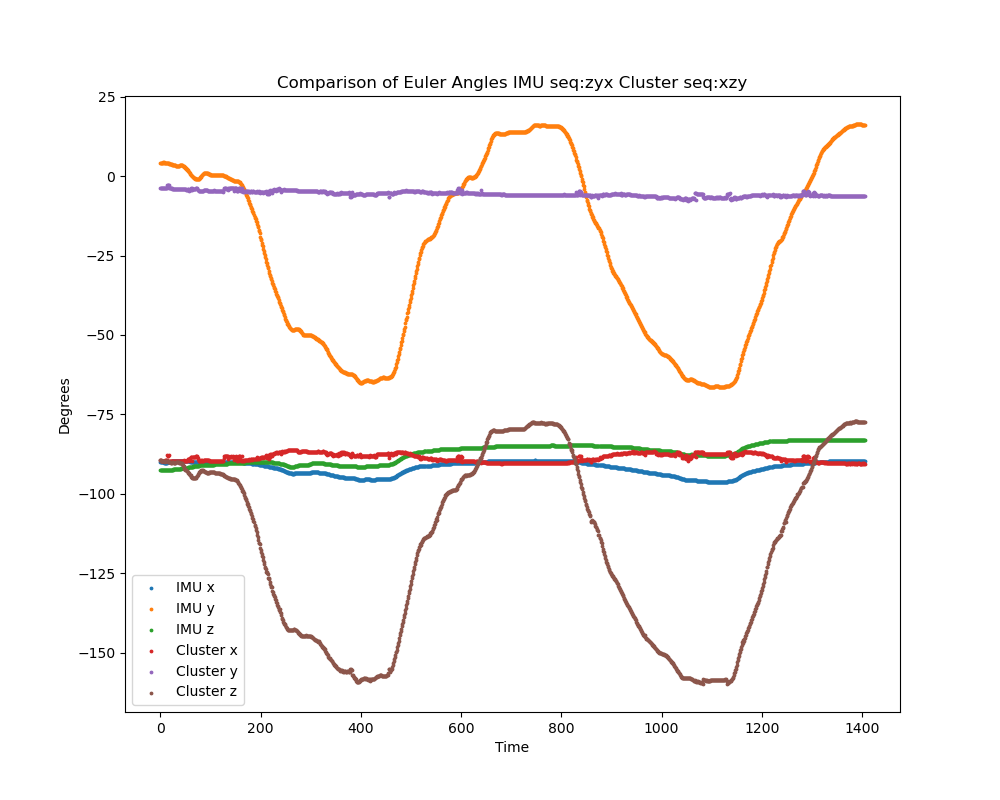 Comparison of Euler Angles IMU seq:zyx Cluster seq:xzy
25
0
−25
−50
−75
−100
−125
−150
Degrees
IMU x
IMU y
IMU z
Cluster x
Cluster y
Cluster z
0 200 400 600 800 1000 1200 1400
Time